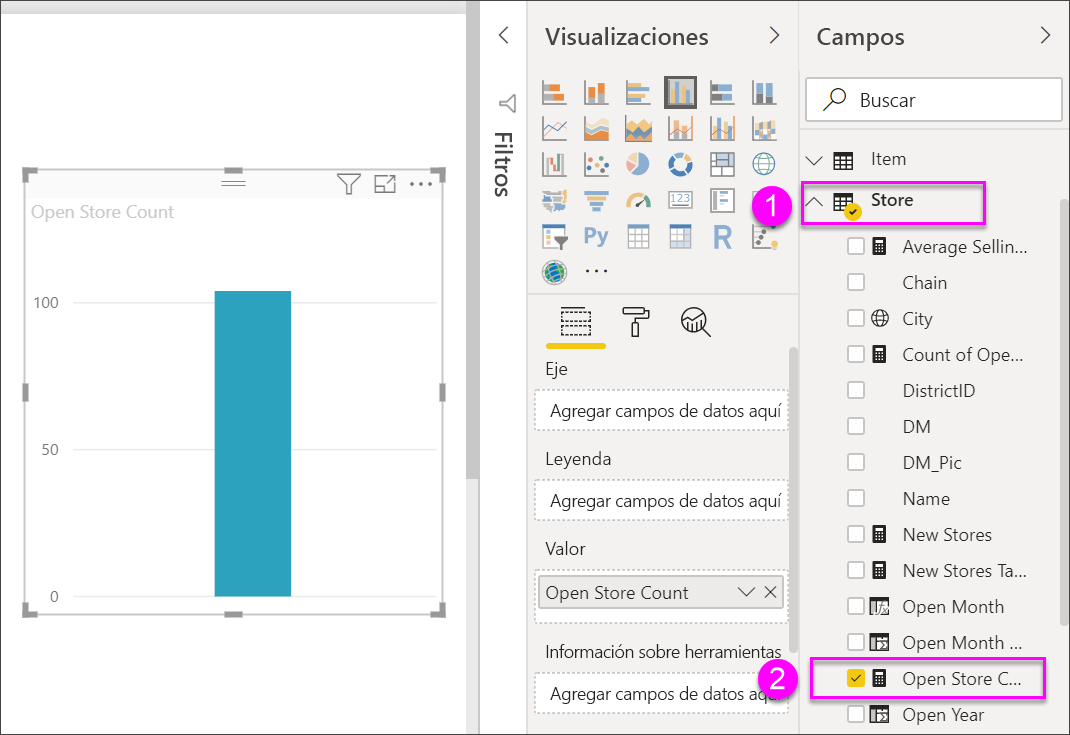 Open Store Count
100
50
0
Filtros
Visualizaciones
123
Py
R
Eje
Agregar campos de datos aquí
Leyenda
Agregar campos de datos aquí
Valor
Open Store Count
Información sobre herramientas
Agregar campos de datos aquí
Campos
Buscar
Item
1
Store
Average Sellin...
Chain
City
Count of Ope...
DistrictID
DM
DM_Pic
Name
New Stores
New Stores Ta...
Open Month
Open Month ...
2
Open Store C...
Open Year